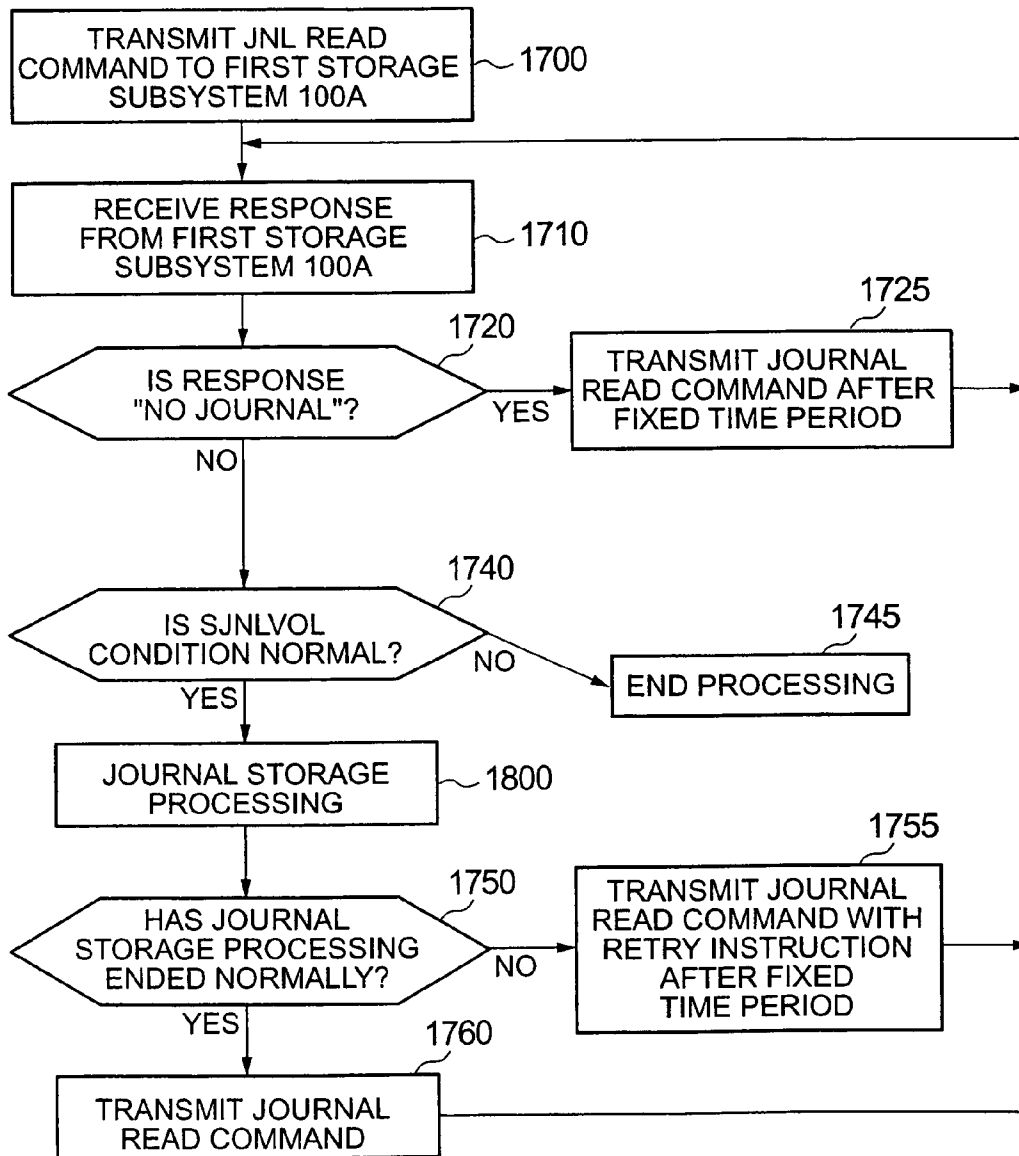 TRANSMIT JNL READ
COMMAND TO FIRST STORAGE
SUBSYSTEM 100A
1700
RECEIVE RESPONSE
FROM FIRST STORAGE
SUBSYSTEM 100A
1710
1720
IS RESPONSE
"NO JOURNAL"?
YES
NO
1725
TRANSMIT JOURNAL
READ COMMAND AFTER
FIXED TIME PERIOD
1740
IS SJNLVOL
CONDITION NORMAL?
NO
YES
1745
END PROCESSING
JOURNAL STORAGE
PROCESSING
1800
1750
HAS JOURNAL
STORAGE PROCESSING
ENDED NORMALLY?
NO
YES
1755
TRANSMIT JOURNAL
READ COMMAND WITH
RETRY INSTRUCTION
AFTER FIXED
TIME PERIOD
1760
TRANSMIT JOURNAL
READ COMMAND